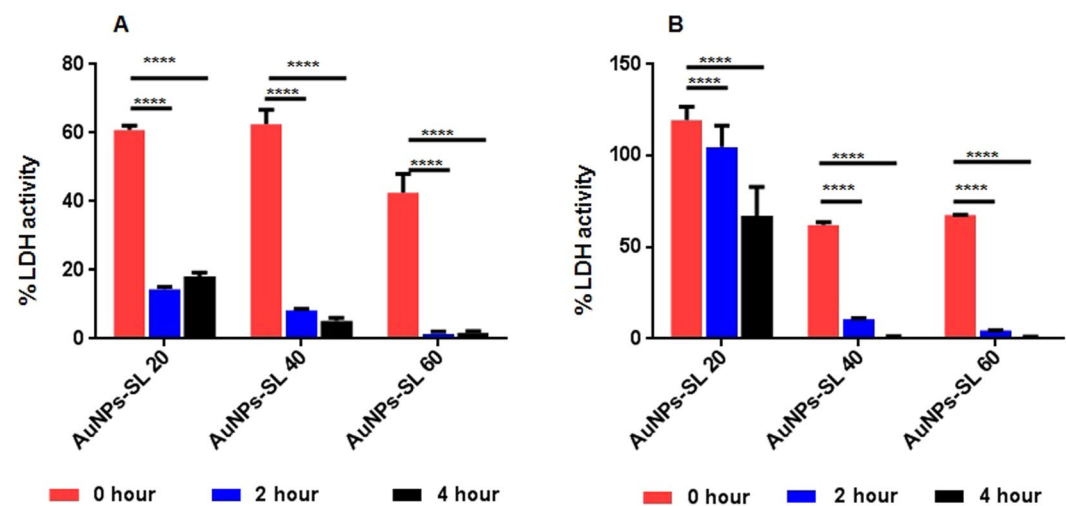 A
% LDH activity
80
60
40
20
0
**** **** ****
**** **** ****
AuNPs-SL 20
AuNPs-SL 40
AuNPs-SL 60
0 hour 2 hour 4 hour
B
% LDH activity
150
100
50
0
**** **** ****
**** **** ****
AuNPs-SL 20
AuNPs-SL 40
AuNPs-SL 60
0 hour 2 hour 4 hour